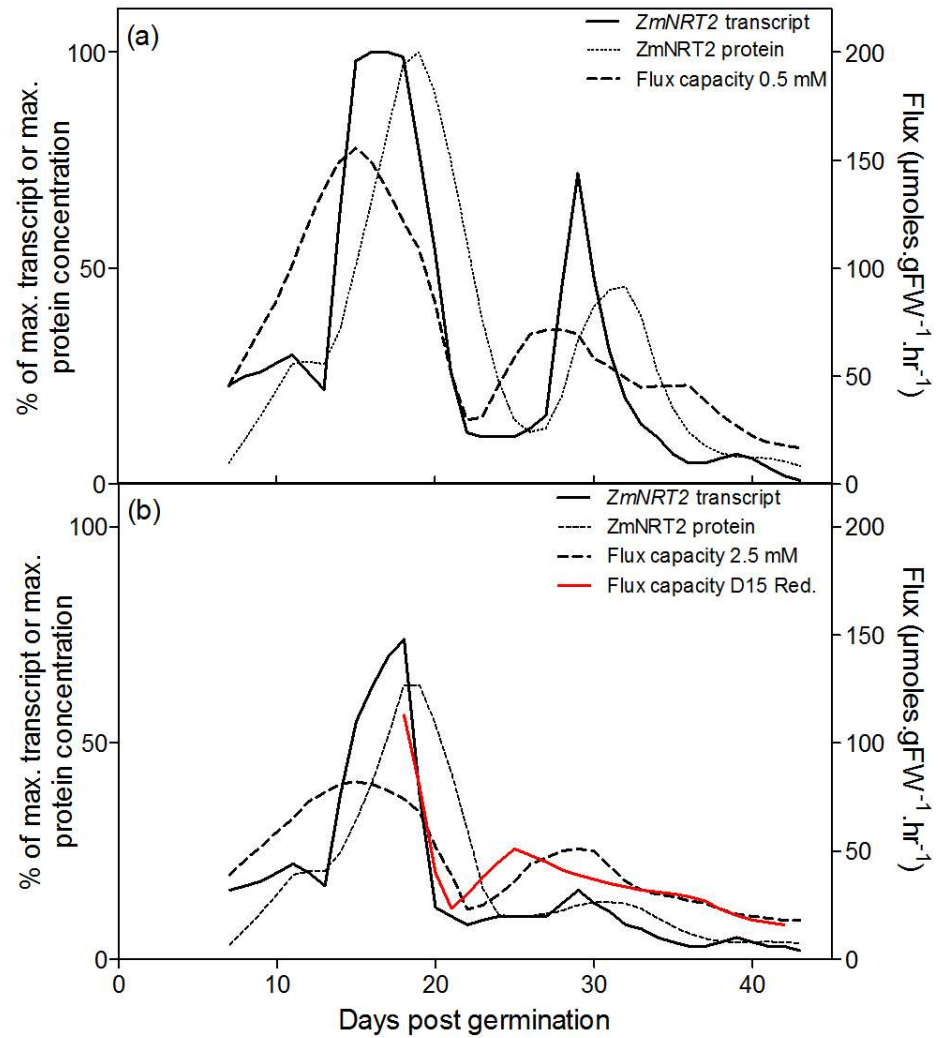 (a)
ZmNRT2 transcript
ZmNRT2 protein
Flux capacity 0.5 mM
% of max. transcript or max.
protein concentration
100
50
0
Flux (µmoles.gFW-1.hr-1)
200
150
100
50
0
(b)
ZmNRT2 transcript
ZmNRT2 protein
Flux capacity 2.5 mM
Flux capacity D15 Red.
% of max. transcript or max.
protein concentration
100
50
0
Flux (µmoles.gFW-1.hr-1)
200
150
100
50
0
0 10 20 30 40
Days post germination